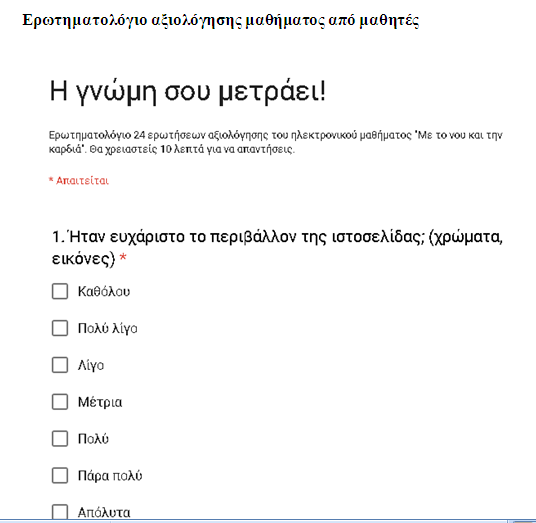 Ερωτηματολόγιο αξιολόγησης μαθήματος από μαθητές
Η γνώμη σου μετράει!
Ερωτηματολόγιο 24 ερωτήσεων αξιολόγησης του ηλεκτρονικού μαθήματος "Με το νου και την
καρδιά". Θα χρειαστείς 10 λεπτά για να απαντήσεις.
* Απαιτείται
1. Ήταν ευχάριστο το περιβάλλον της ιστοσελίδας; (χρώματα,
εικόνες) *
Καθόλου
Πολύ λίγο
Λίγο
Μέτρια
Πολύ
Πάρα πολύ
Απόλυτα